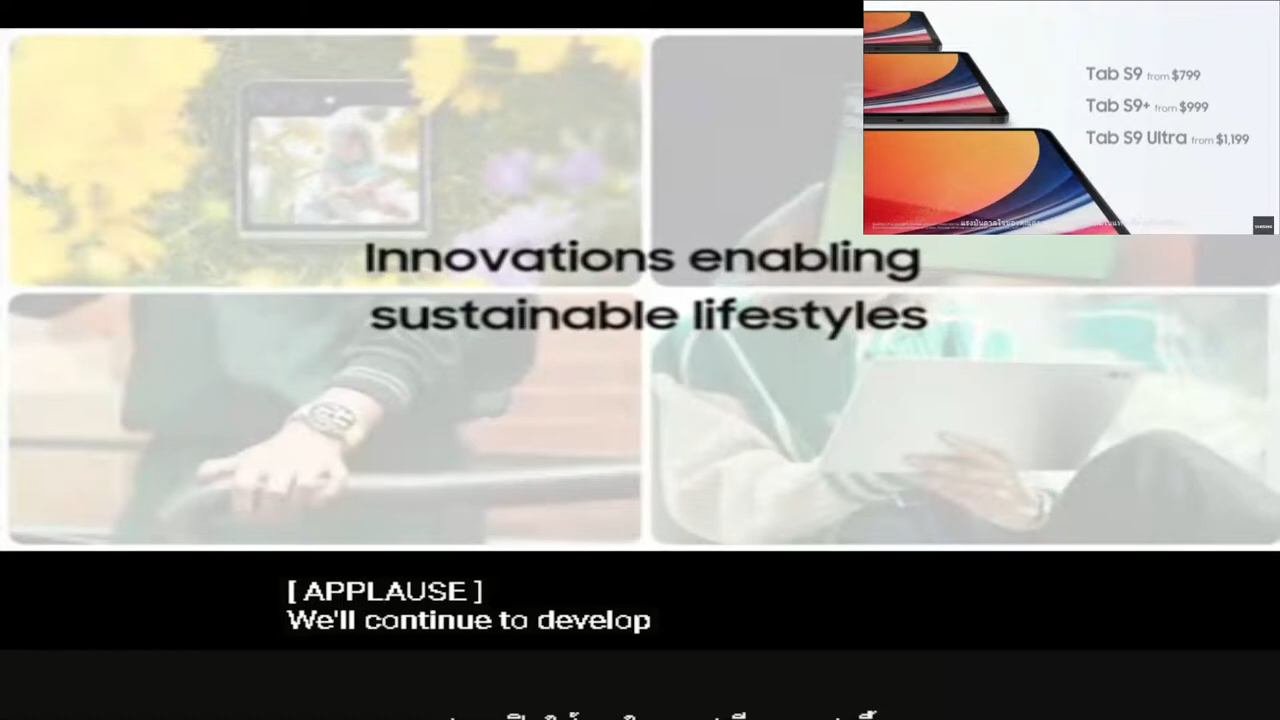 Tab S9 from $799
Tab S9+ from $999
Tab S9 Ultra from $1,199
SAMSUNG
Innovations enabling
sustainable lifestyles
[ APPLAUSE ]
We'll continue to develop